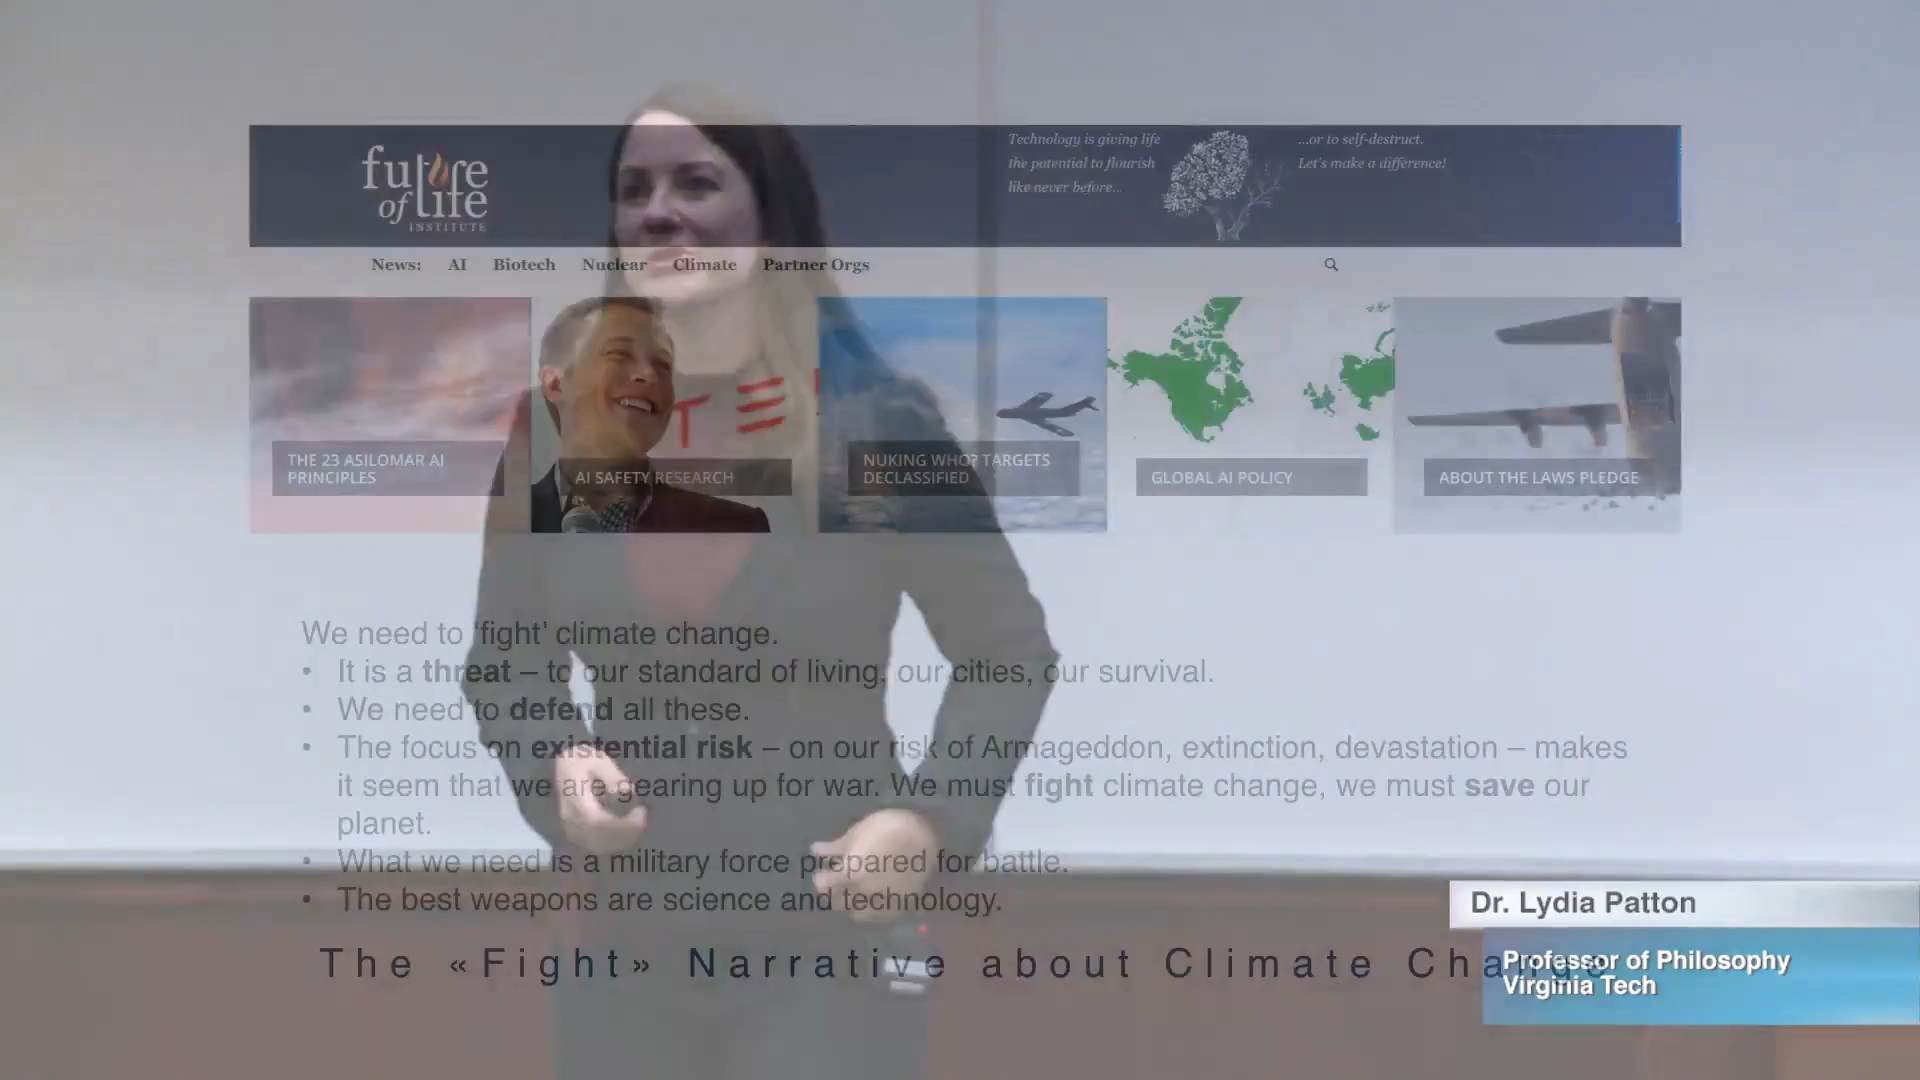 future
of life
INSTITUTE
Technology is giving life
the potential to flourish
like never before...
...or to self-destruct.
Let's make a difference!
News: AI Biotech Nuclear Climate Partner Orgs
THE 23 ASILOMAR AI
PRINCIPLES
AI SAFETY RESEARCH
NUKING WHO? TARGETS
DECLASSIFIED
GLOBAL AI POLICY
ABOUT THE LAWS PLEDGE
We need to 'fight' climate change.
• It is a threat – to our standard of living, our cities, our survival.
• We need to defend all these.
• The focus on existential risk – on our risk of Armageddon, extinction, devastation – makes
it seem that we are gearing up for war. We must fight climate change, we must save our
planet.
• What we need is a military force prepared for battle.
• The best weapons are science and technology.
The «Fight» Narrative about Climate Change
Dr. Lydia Patton
Professor of Philosophy
Virginia Tech